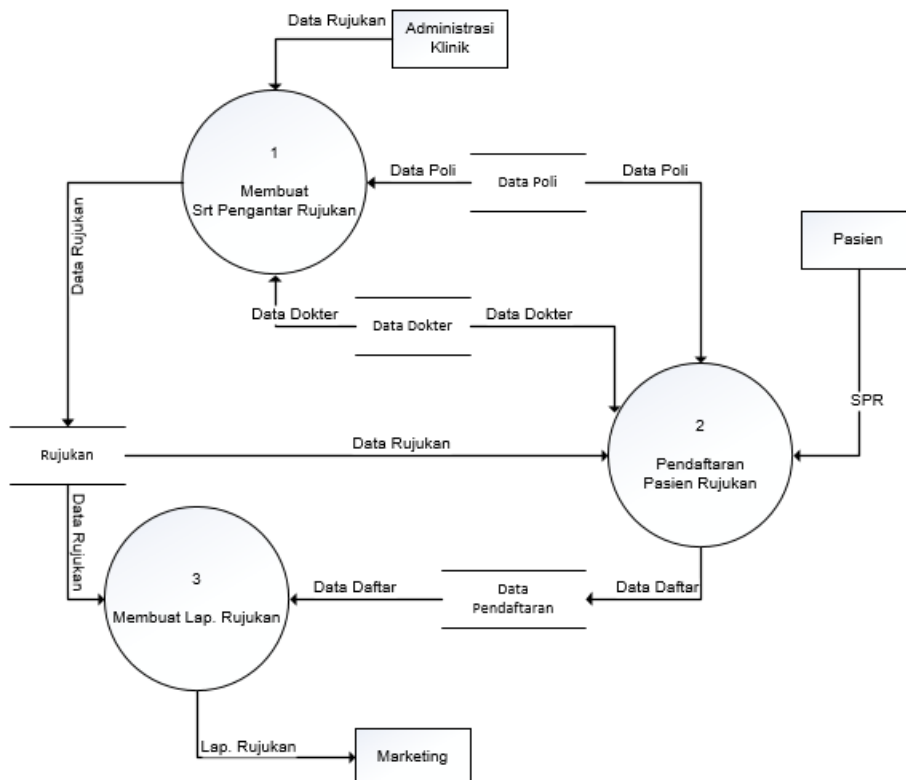 Data Rujukan
Administrasi
Klinik
1
Membuat
Srt Pengantar Rujukan
Data Poli
Data Poli
Data Poli
Pasien
Data Rujukan
Data Dokter
Data Dokter
Data Dokter
SPR
2
Pendaftaran
Pasien Rujukan
Data Rujukan
Rujukan
Data Rujukan
3
Membuat Lap. Rujukan
Data Daftar
Data
Pendaftaran
Data Daftar
Lap. Rujukan
Marketing